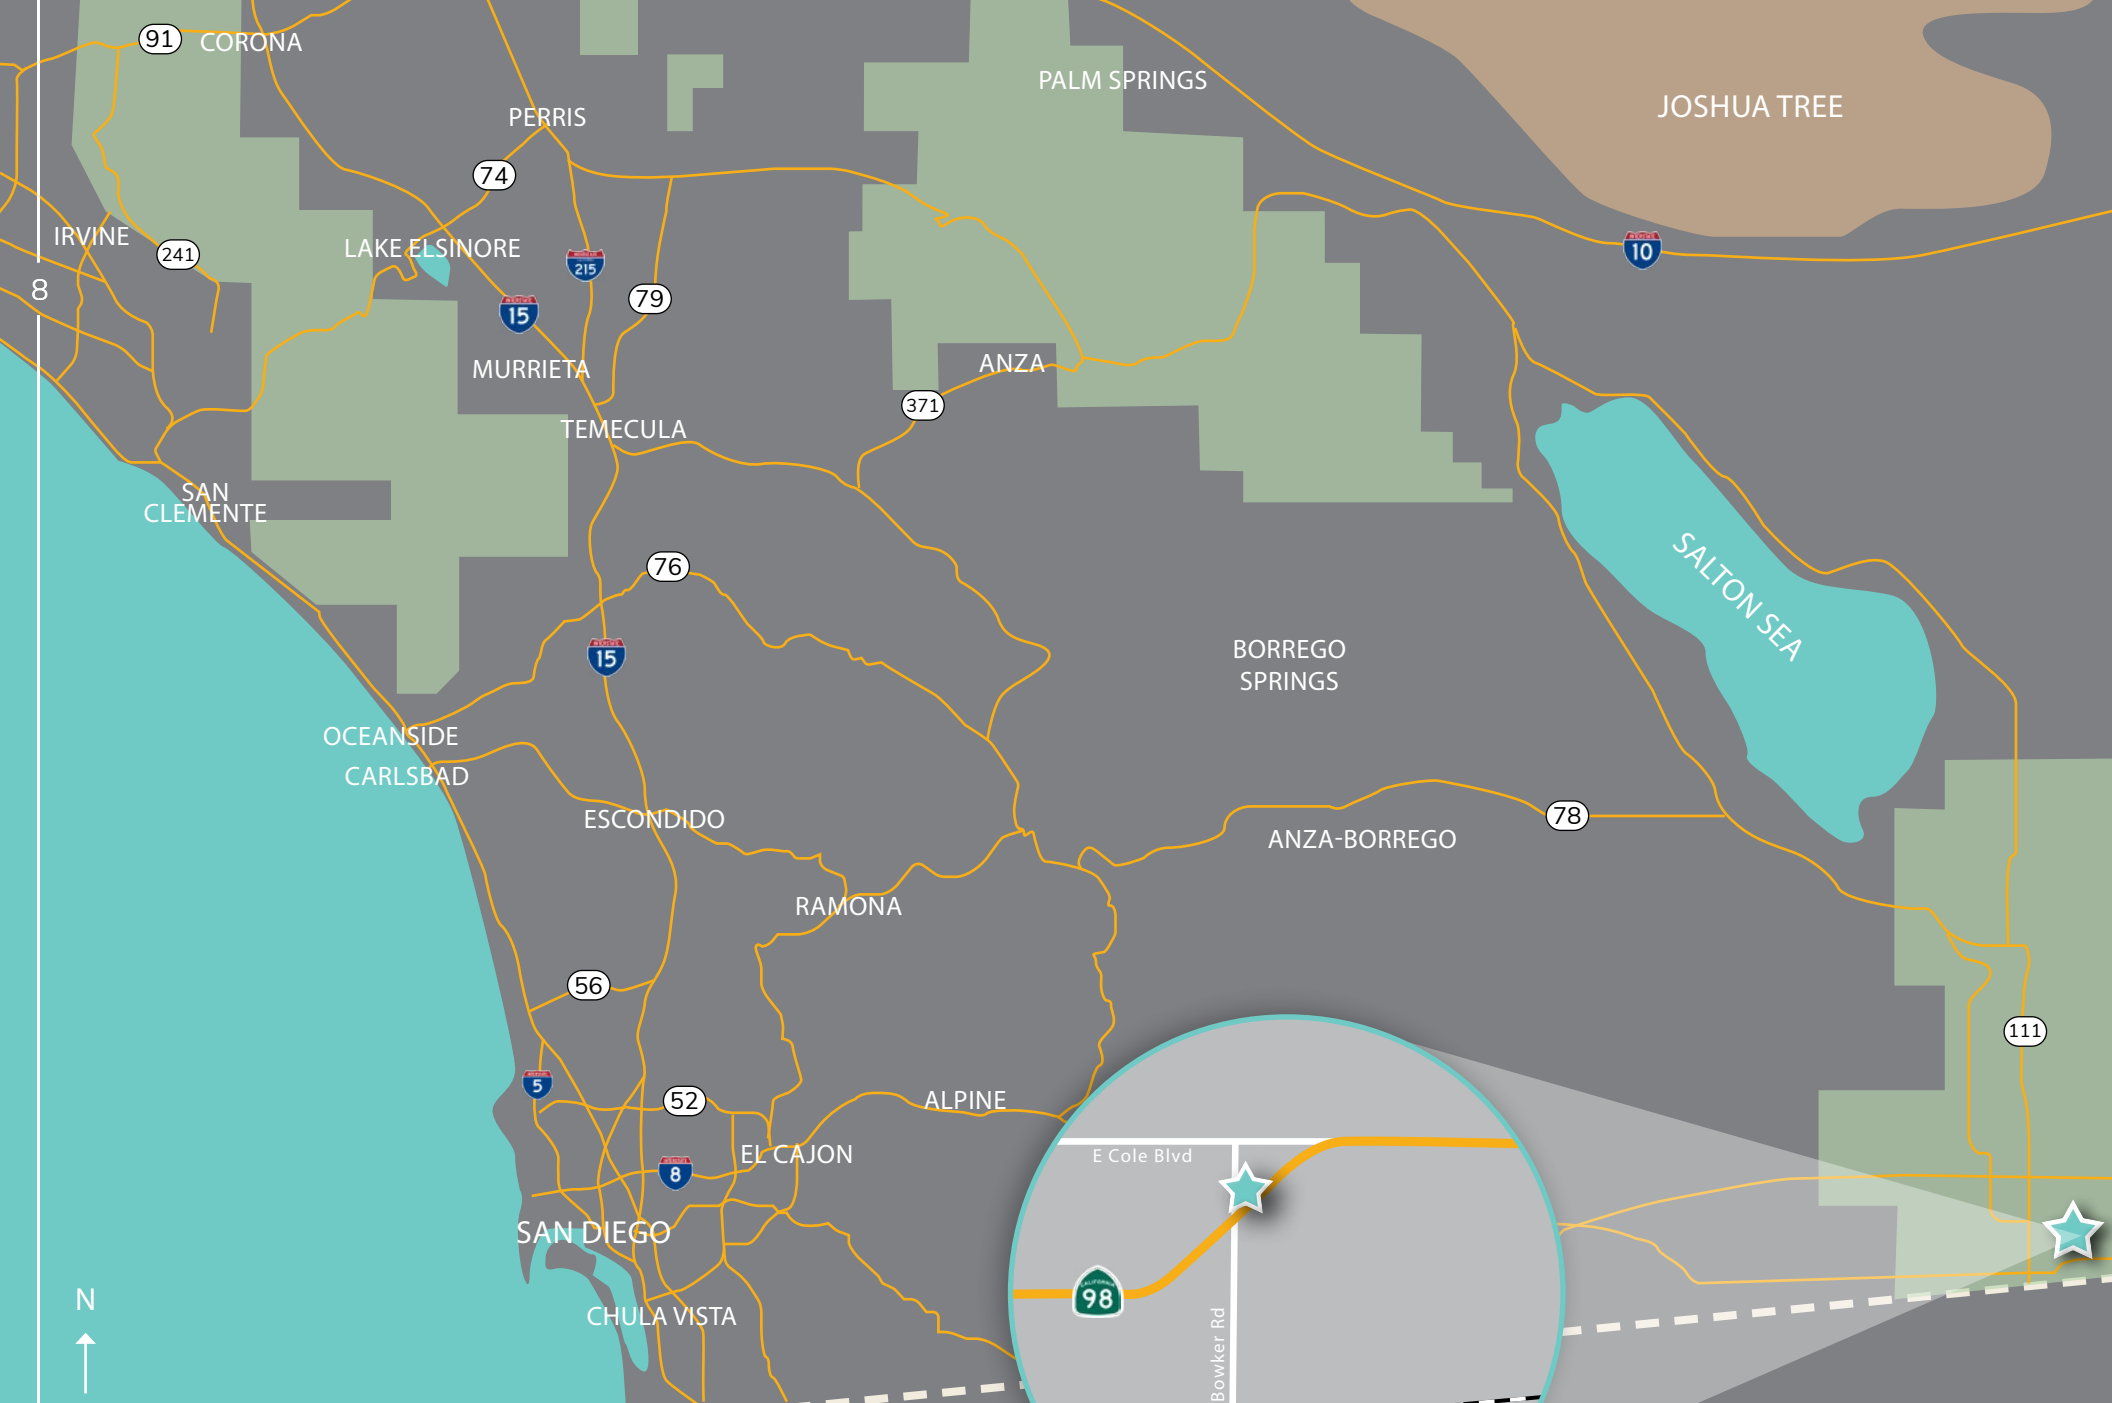 91
CORONA
PALM SPRINGS
JOSHUA TREE
PERRIS
74
IRVINE
241
LAKE ELSINORE
215
10
8
15
79
MURRIETA
ANZA
371
TEMECULA
SAN
CLEMENTE
76
SALTON SEA
15
BORREGO
SPRINGS
OCEANSIDE
CARLSBAD
ESCONDIDO
78
ANZA-BORREGO
RAMONA
56
111
5
52
ALPINE
E Cole Blvd
EL CAJON
8
SAN DIEGO
CALIFORNIA
98
N
CHULA VISTA
Bowker Rd